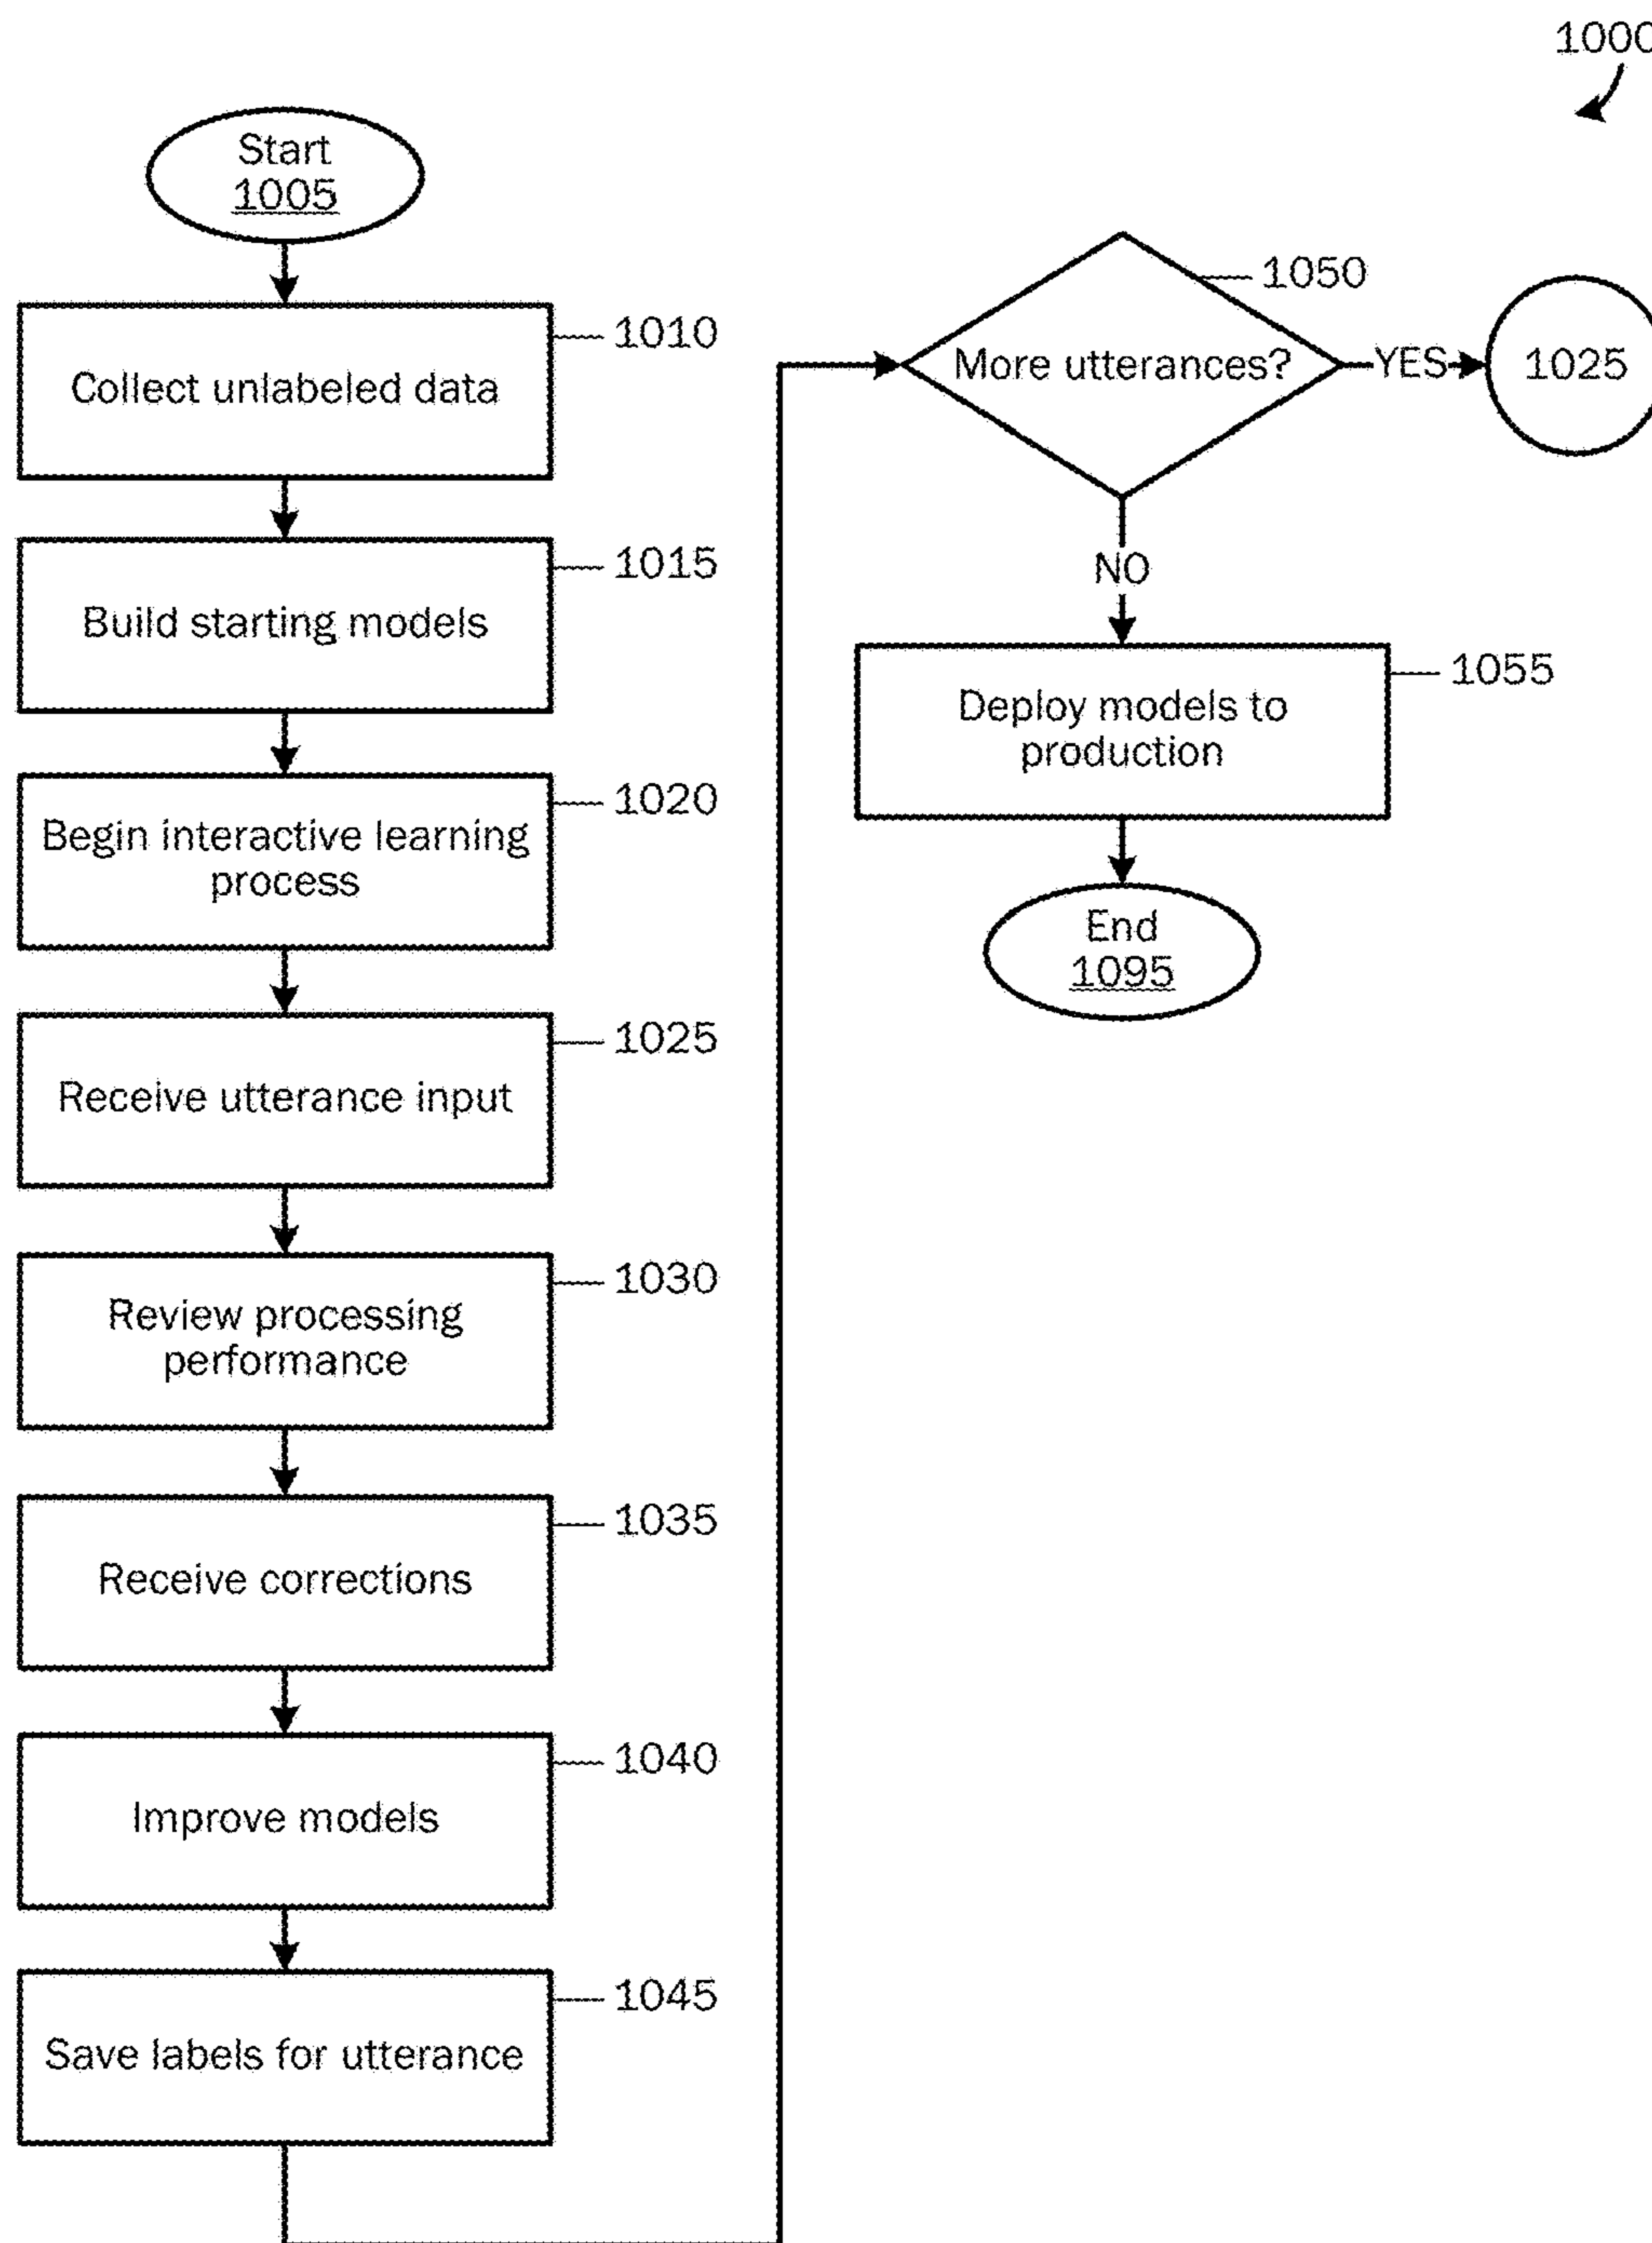 1000
Start
1005
Collect unlabeled data
1010
Build starting models
1015
Begin interactive learning
process
1020
Receive utterance input
1025
Review processing
performance
1030
Receive corrections
1035
Improve models
1040
Save labels for utterance
1045
More utterances?
1050
YES
1025
NO
Deploy models to
production
1055
End
1095